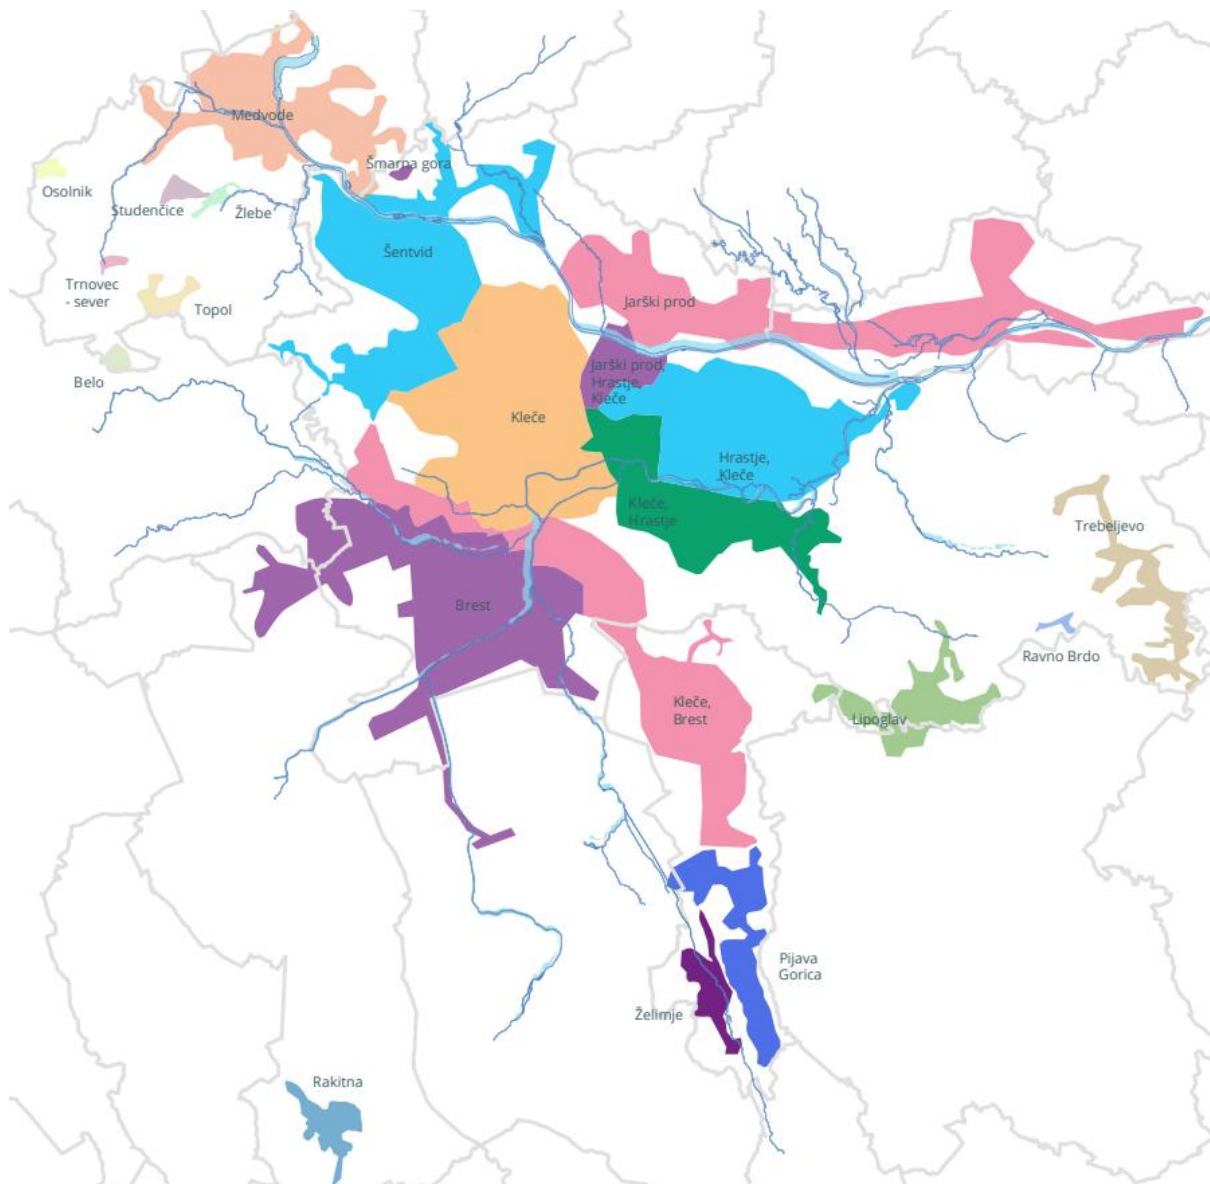 Medvode
Šmarna gora
Osolnik
Studenčice
Žlebe
Šentvid
Trnovec
- sever
Topol
Jarški prod
Belo
Jarški prod,
Hrastje,
Kleče
Kleče
Hrastje,
Kleče
Kleče,
Hrastje
Trebeljevo
Brest
Ravno Brdo
Kleče,
Brest
Lipoglav
Pijava
Gorica
Želimje
Rakitna